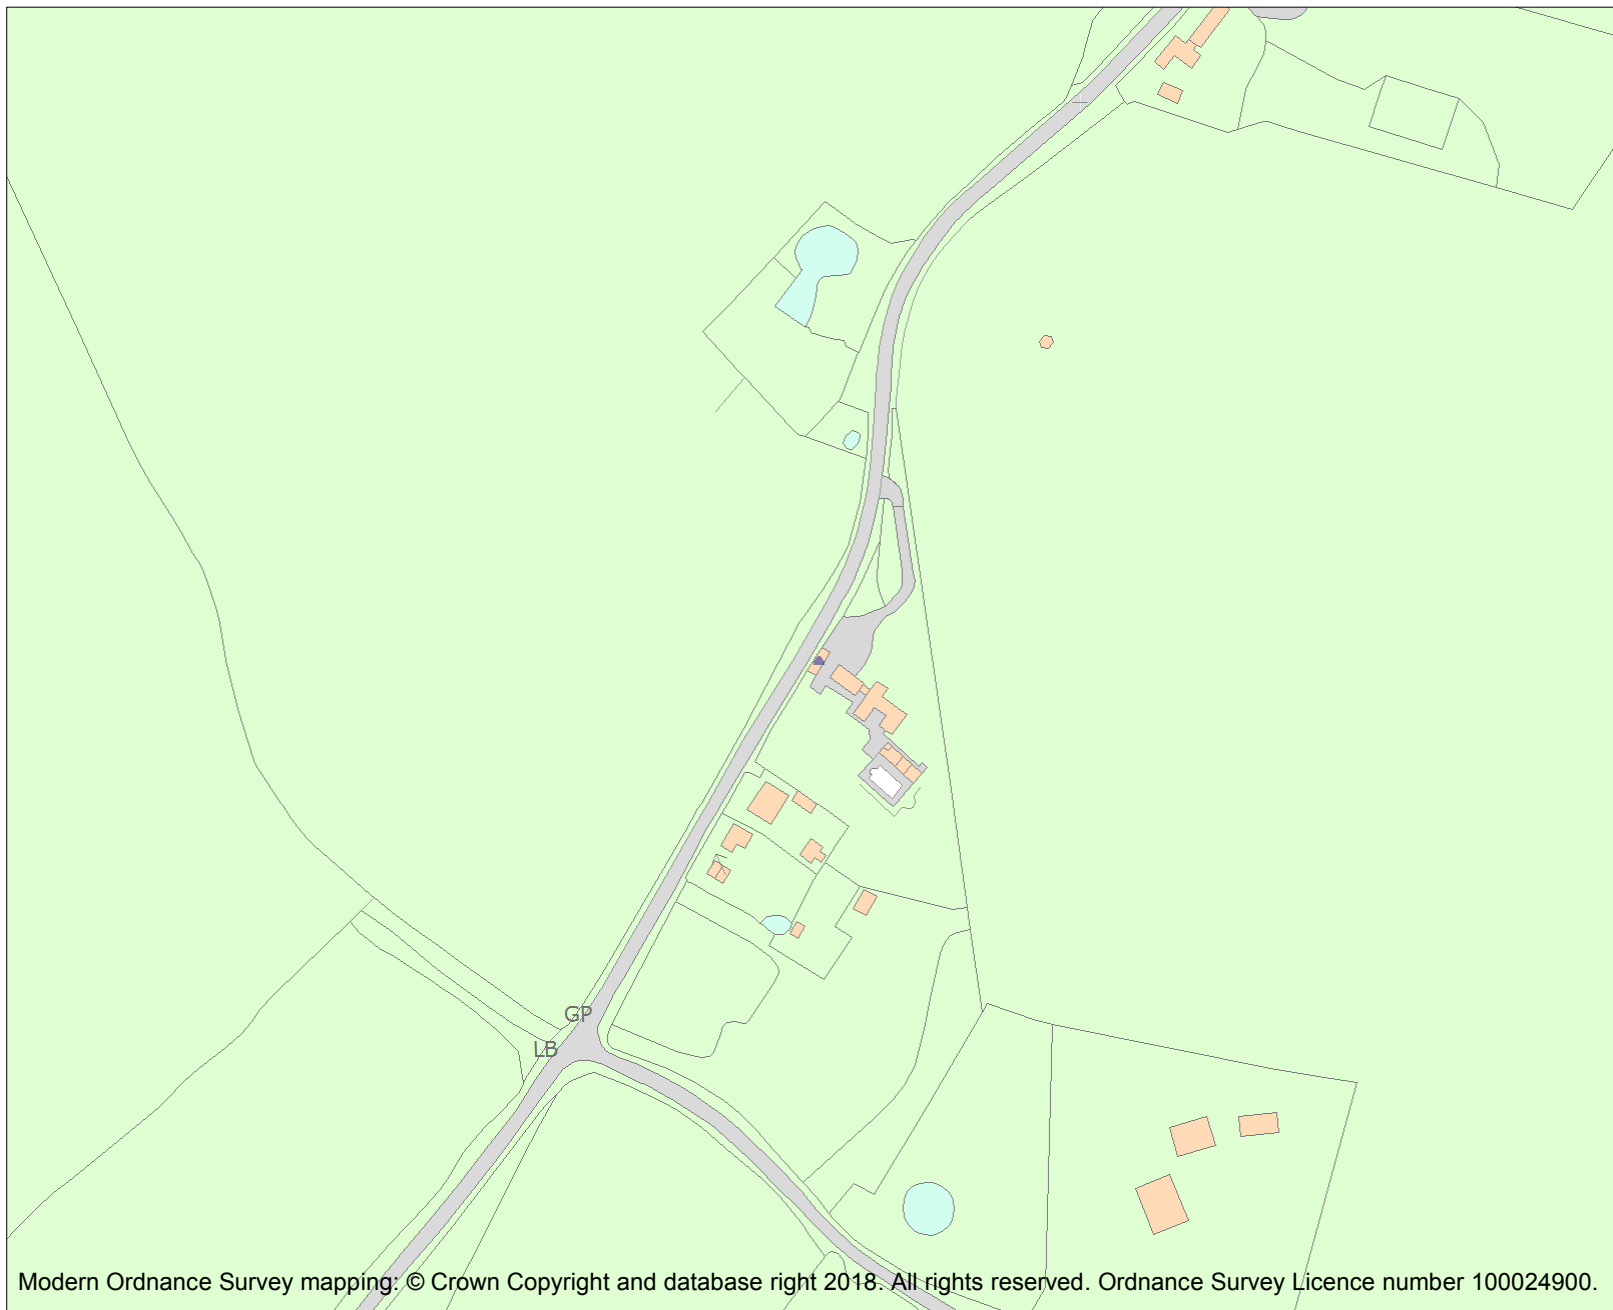 GP
LB
Modern Ordnance Survey mapping: © Crown Copyright and database right 2018. All rights reserved. Ordnance Survey Licence number 100024900.